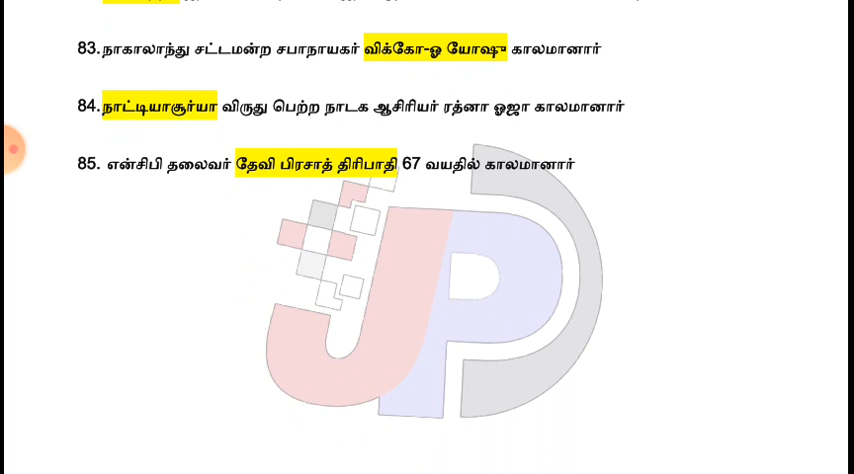 83.நாகாலாந்து சட்டமன்ற சபாநாயகர் விக்கோ-ஓ யோஷு காலமானார்
84.நாட்டியாசூர்யா விருது பெற்ற நாடக ஆசிரியர் ரத்னா ஓஜா காலமானார்
85. என்சிபி தலைவர் தேவி பிரசாத் திரிபாதி 67 வயதில் காலமானார்
JPD